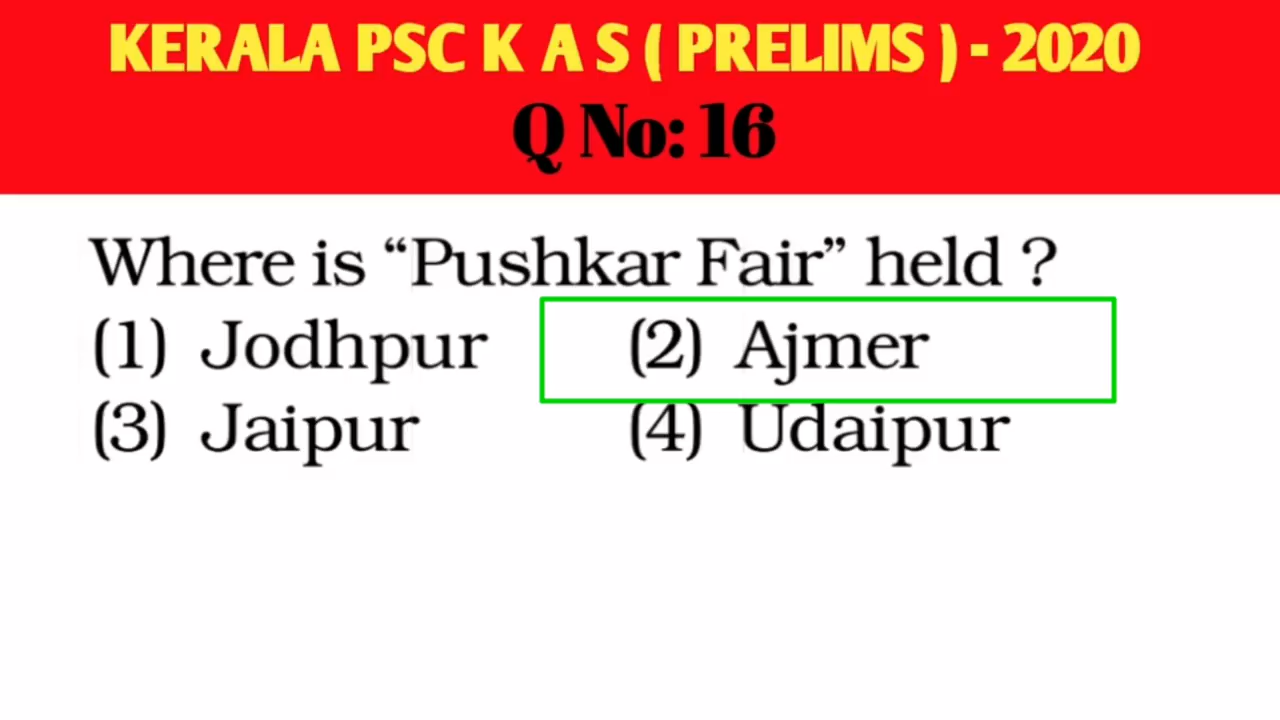 KERALA PSC K A S ( PRELIMS ) - 2020
Q No: 16
Where is “Pushkar Fair” held ?
(1) Jodhpur (2) Ajmer
(3) Jaipur (4) Udaipur